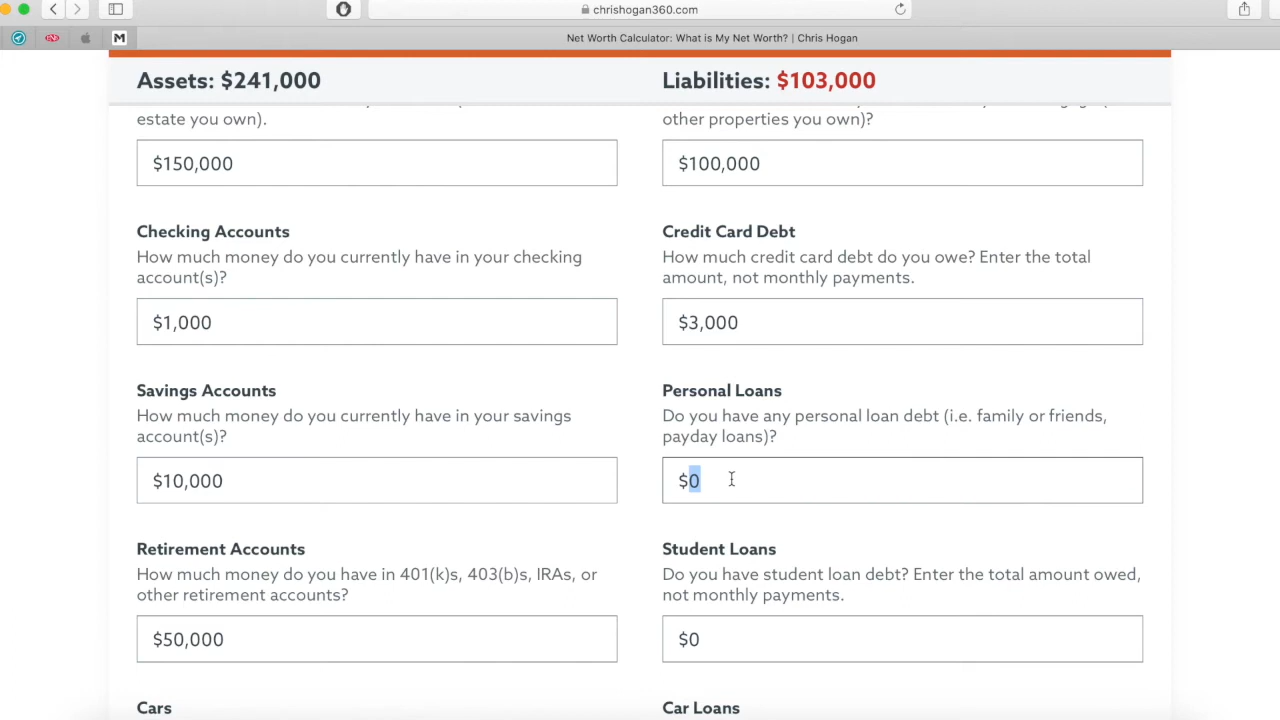 chrishogan360.com
Net Worth Calculator: What is My Net Worth? | Chris Hogan
Assets: $241,000
Liabilities: $103,000
estate you own).
$150,000
other properties you own)?
$100,000
Checking Accounts
How much money do you currently have in your checking
account(s)?
$1,000
Credit Card Debt
How much credit card debt do you owe? Enter the total
amount, not monthly payments.
$3,000
Savings Accounts
How much money do you currently have in your savings
account(s)?
$10,000
Personal Loans
Do you have any personal loan debt (i.e. family or friends,
payday loans)?
$0
Retirement Accounts
How much money do you have in 401(k)s, 403(b)s, IRAs, or
other retirement accounts?
$50,000
Student Loans
Do you have student loan debt? Enter the total amount owed,
not monthly payments.
$0
Cars
Car Loans